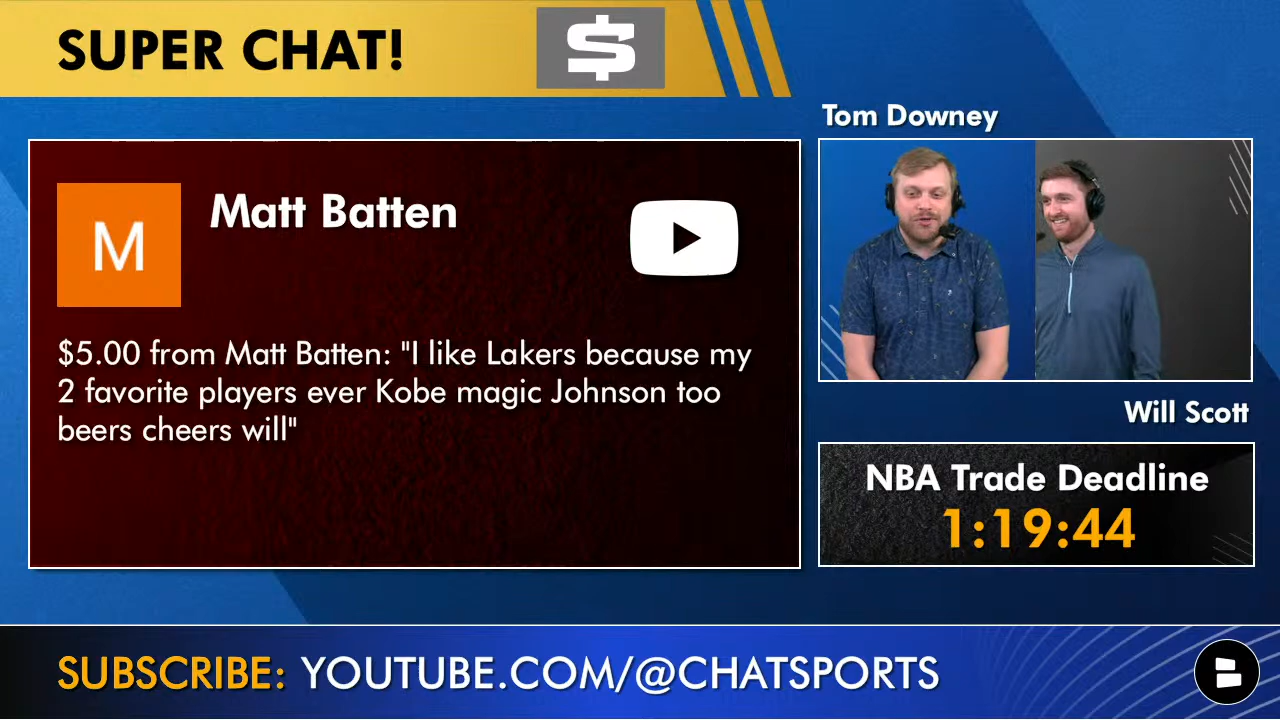 SUPER CHAT!
$
Tom Downey
M
Matt Batten
$5.00 from Matt Batten: "I like Lakers because my
2 favorite players ever Kobe magic Johnson too
beers cheers will"
Will Scott
NBA Trade Deadline
1:19:44
SUBSCRIBE: YOUTUBE.COM/@CHATSPORTS